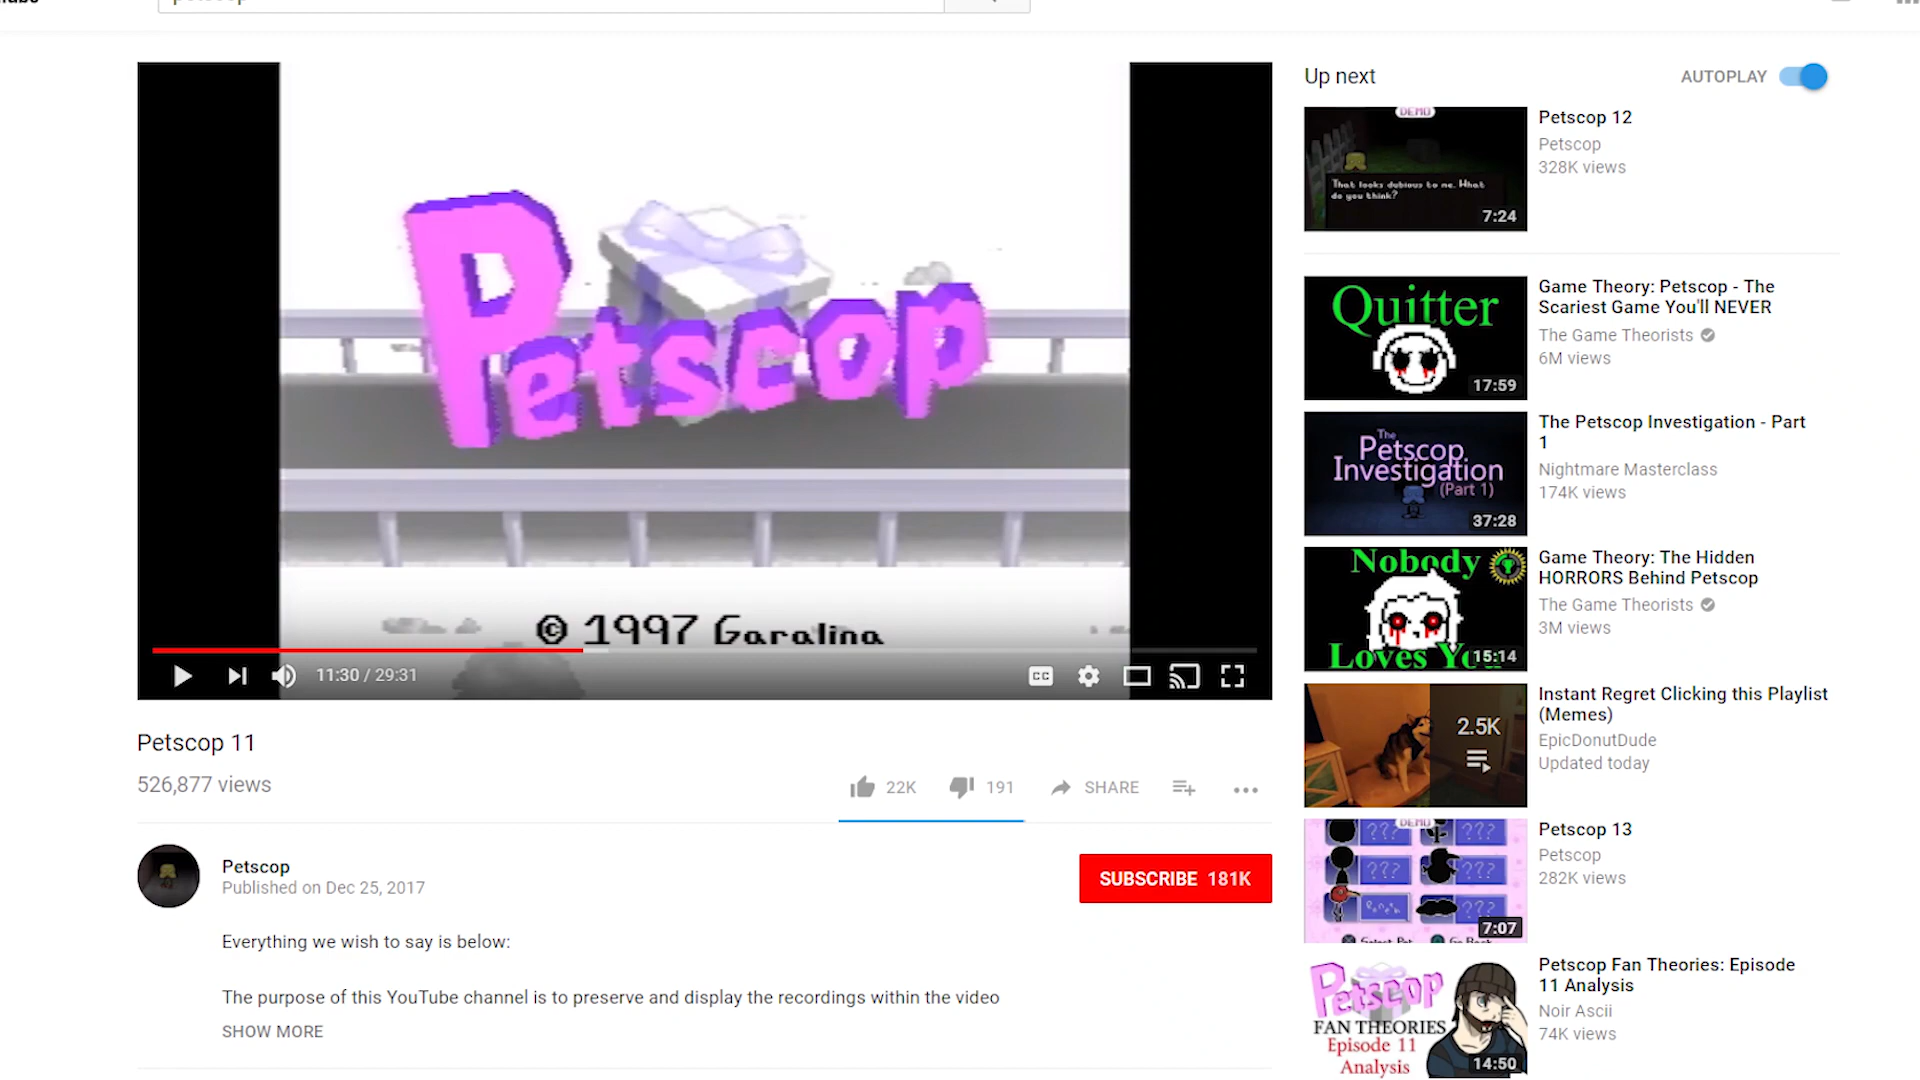 Petscop
© 1997 Garalina
11:30 / 29:31
CC
Petscop 11
526,877 views
22K
191
SHARE
Petscop
Published on Dec 25, 2017
SUBSCRIBE 181K
Everything we wish to say is below:
The purpose of this YouTube channel is to preserve and display the recordings within the video
SHOW MORE
Up next
AUTOPLAY
DEMO
That looks dubious to me. What
do you think?
7:24
Petscop 12
Petscop
328K views
Quitter
17:59
Game Theory: Petscop - The
Scariest Game You'll NEVER
The Game Theorists
6M views
The
Petscop
Investigation
(Part 1)
37:28
The Petscop Investigation - Part
1
Nightmare Masterclass
174K views
Nobody
Loves
15:14
Game Theory: The Hidden
HORRORS Behind Petscop
The Game Theorists
3M views
2.5K
Instant Regret Clicking this Playlist
(Memes)
EpicDonutDude
Updated today
DEMO
???
???
???
???
???
7:07
Petscop 13
Petscop
282K views
Petscop
FAN THEORIES
Episode 11
Analysis
14:50
Petscop Fan Theories: Episode
11 Analysis
Noir Ascii
74K views